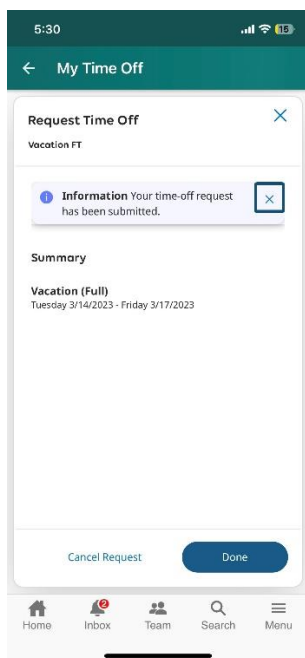 5:30
15
My Time Off
Request Time Off
Vacation FT
Information Your time-off request
has been submitted.
Summary
Vacation (Full)
Tuesday 3/14/2023 - Friday 3/17/2023
Cancel Request
Done
2
Home
Inbox
Team
Search
Menu